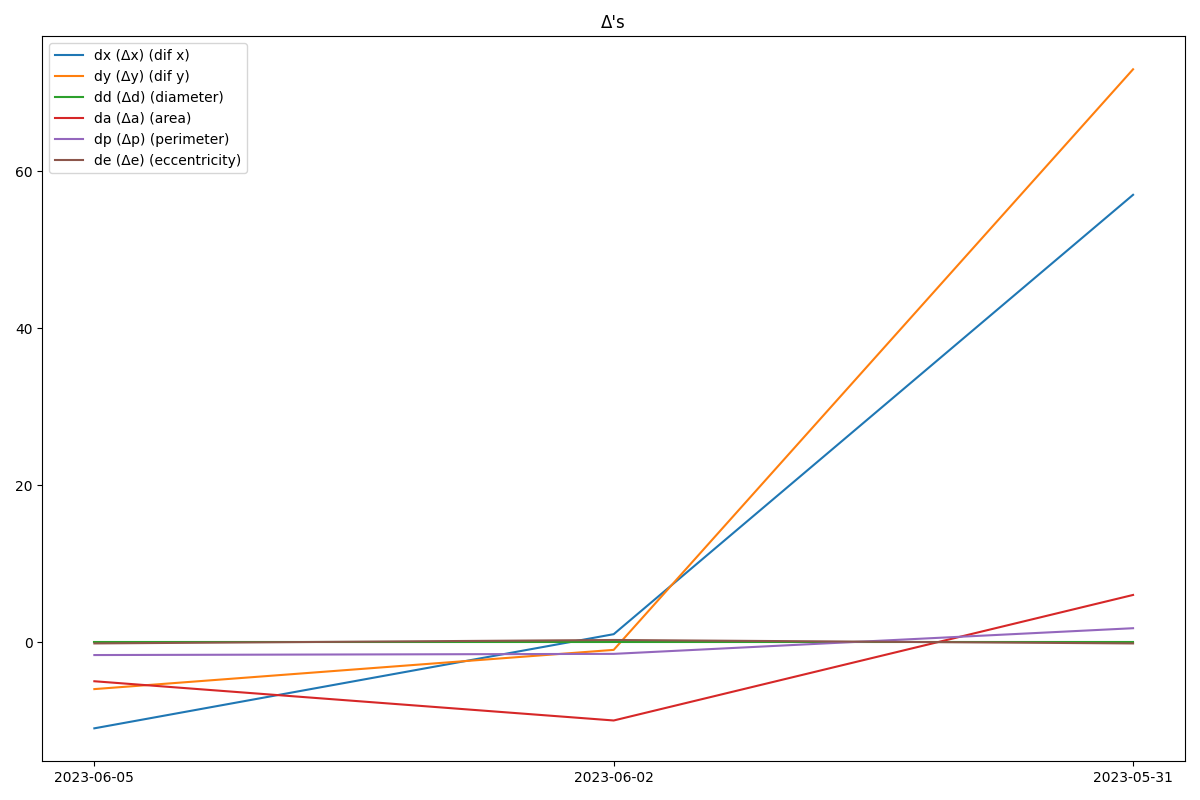 Δ's
dx (Δx) (dif x)
dy (Δy) (dif y)
dd (Δd) (diameter)
da (Δa) (area)
dp (Δp) (perimeter)
de (Δe) (eccentricity)
60
40
20
0
2023-06-05
2023-06-02
2023-05-31